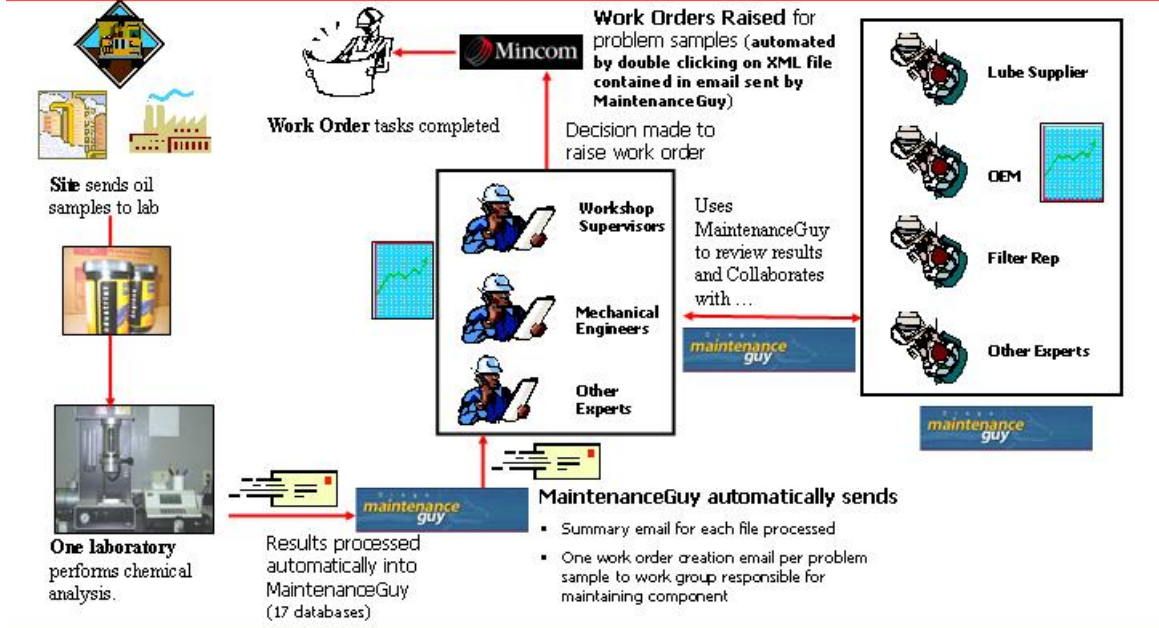 Site sends oil
samples to lab
One laboratory
performs chemical
analysis.
Results processed
automatically into
MaintenanceGuy
(17 databases)
maintenance
guy
MaintenanceGuy automatically sends
▪ Summary email for each file processed
▪ One work order creation email per problem
sample to work group responsible for
maintaining component
Workshop
Supervisors
Mechanical
Engineers
Other
Experts
Uses
MaintenanceGuy
to review results
and Collaborates
with ...
maintenance
guy
Lube Supplier
OEM
Filter Rep
Other Experts
maintenance
guy
Decision made to
raise work order
Work Orders Raised for
problem samples (automated
by double clicking on XML file
contained in email sent by
MaintenanceGuy)
Mincom
Work Order tasks completed